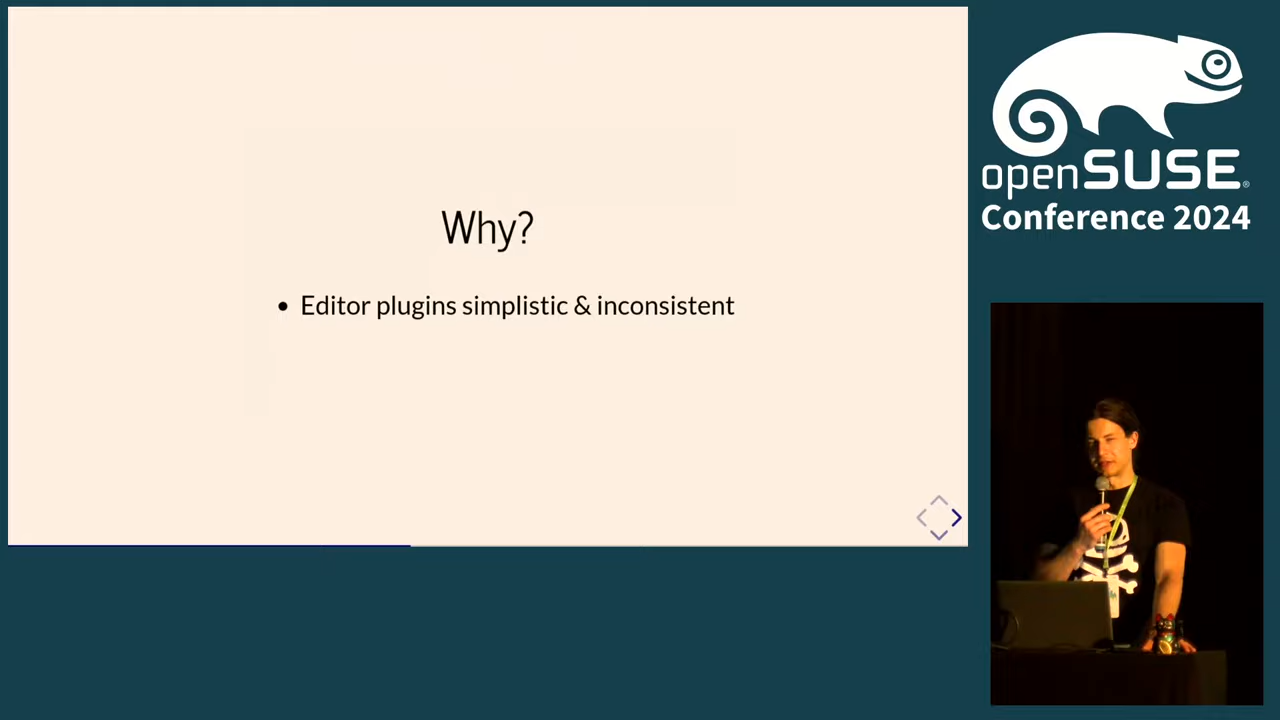 Why?
• Editor plugins simplistic & inconsistent
openSUSE®
Conference 2024